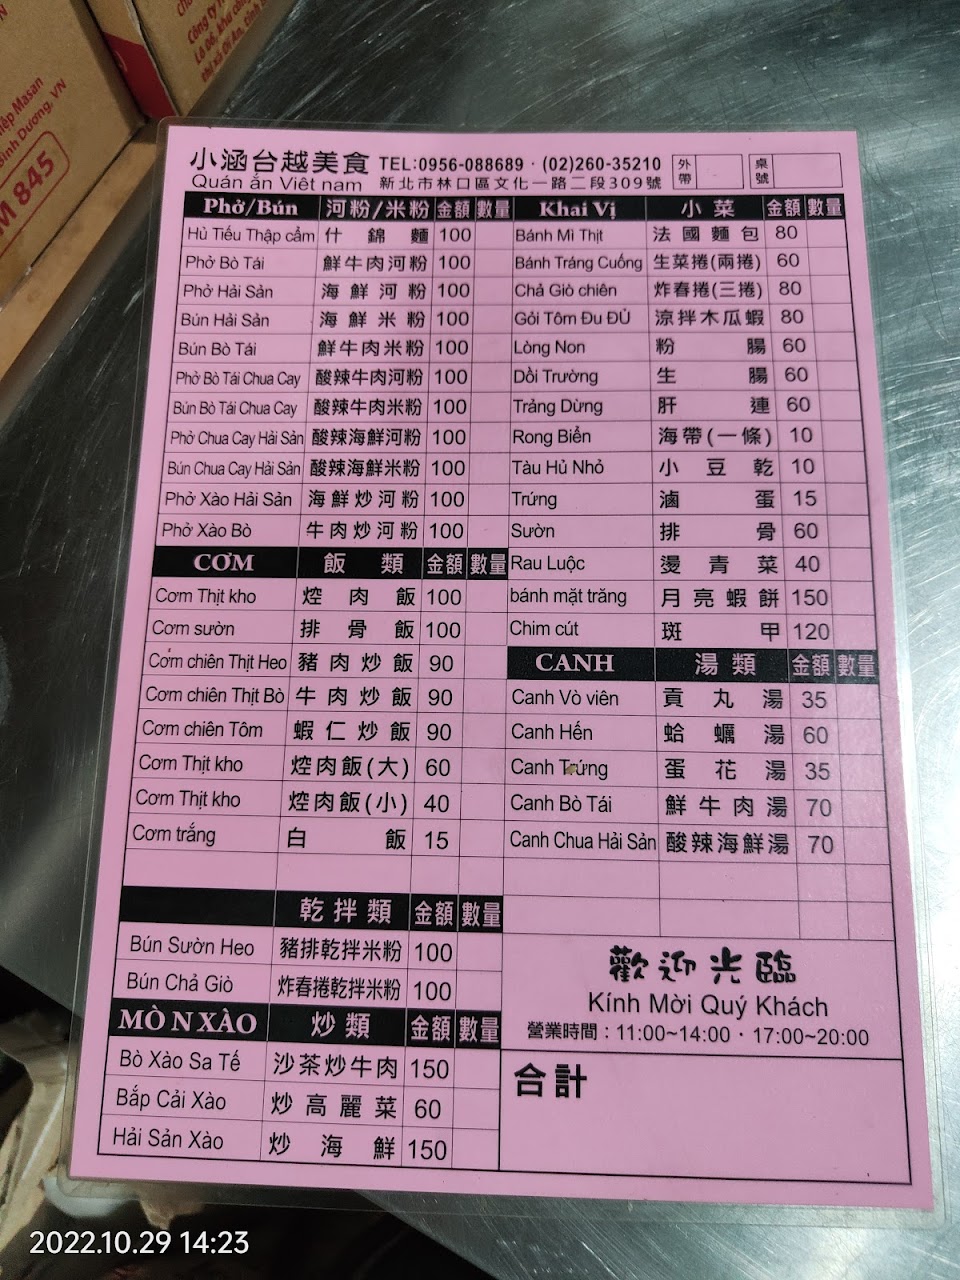 Công ty
Lô 06, khu công
thị xã Dĩ An, tỉnh
Masan
Bình Dương, VN
M 845
小涵台越美食 TEL:0956-088689・(02)260-35210 外帶 桌號
Quán ăn Việt nam 新北市林口區文化一路二段309號
Phở/Bún 河粉/米粉 金額 數量
Hủ Tiếu Thập cẩm 什錦麵 100
Phở Bò Tái 鮮牛肉河粉 100
Phở Hải Sản 海鮮河粉 100
Bún Hải Sản 海鮮米粉 100
Bún Bò Tái 鮮牛肉米粉 100
Phở Bò Tái Chua Cay 酸辣牛肉河粉 100
Bún Bò Tái Chua Cay 酸辣牛肉米粉 100
Phở Chua Cay Hải Sản 酸辣海鮮河粉 100
Bún Chua Cay Hải Sản 酸辣海鮮米粉 100
Phở Xào Hải Sản 海鮮炒河粉 100
Phở Xào Bò 牛肉炒河粉 100
CƠM 飯類 金額 數量
Cơm Thịt kho 焢肉飯 100
Cơm sườn 排骨飯 100
Cơm chiên Thịt Heo 豬肉炒飯 90
Cơm chiên Thịt Bò 牛肉炒飯 90
Cơm chiên Tôm 蝦仁炒飯 90
Cơm Thịt kho 焢肉飯(大) 60
Cơm Thịt kho 焢肉飯(小) 40
Cơm trắng 白飯 15
乾拌類 金額 數量
Bún Sườn Heo 豬排乾拌米粉 100
Bún Chả Giò 炸春捲乾拌米粉 100
MÒ N XÀO 炒類 金額 數量
Bò Xào Sa Tế 沙茶炒牛肉 150
Bắp Cải Xào 炒高麗菜 60
Hải Sản Xào 炒海鮮 150
Khai Vị 小菜 金額 數量
Bánh Mì Thịt 法國麵包 80
Bánh Tráng Cuống 生菜捲(兩捲) 60
Chả Giò chiên 炸春捲(三捲) 80
Gỏi Tôm Đu ĐỦ 涼拌木瓜蝦 80
Lòng Non 粉腸 60
Dồi Trường 生腸 60
Trảng Dừng 肝連 60
Rong Biển 海帶(一條) 10
Tàu Hủ Nhỏ 小豆乾 10
Trứng 滷蛋 15
Sườn 排骨 60
Rau Luộc 燙青菜 40
bánh mặt trăng 月亮蝦餅 150
Chim cút 斑甲 120
CANH 湯類 金額 數量
Canh Vò viên 貢丸湯 35
Canh Hến 蛤蠣湯 60
Canh Trứng 蛋花湯 35
Canh Bò Tái 鮮牛肉湯 70
Canh Chua Hải Sản 酸辣海鮮湯 70
歡迎光臨
Kính Mời Quý Khách
營業時間：11:00~14:00・17:00~20:00
合計
2022.10.29 14:23